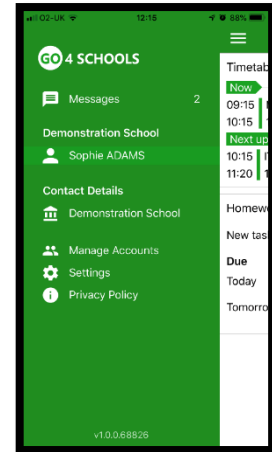 O2-UK 12:15 88%
GO 4 SCHOOLS
Messages 2
Demonstration School
Sophie ADAMS
Contact Details
Demonstration School
Manage Accounts
Settings
Privacy Policy
v1.0.0.68826
Timetab
Now
09:15
10:15
Next up
10:15
11:20
Homewo
New tas
Due
Today
Tomorro